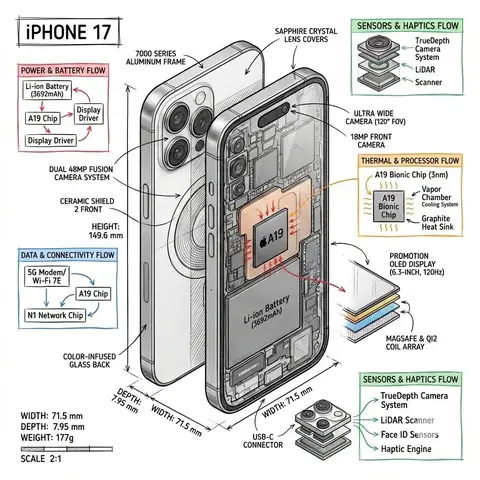 iPHONE 17
7000 SERIES
ALUMINUM FRAME
SAPPHIRE CRYSTAL
LENS COVERS
SENSORS & HAPTICS FLOW
TrueDepth
Camera
System
LiDAR
Scanner
POWER & BATTERY FLOW
Li-ion Battery
(3692mAh)
A19 Chip
Display
Driver
Display Driver
ULTRA WIDE
CAMERA (120° FOV)
18MP FRONT
CAMERA
DUAL 48MP FUSION
CAMERA SYSTEM
CERAMIC SHIELD
2 FRONT
HEIGHT:
149.6 mm
THERMAL & PROCESSOR FLOW
A19 Bionic Chip (3nm)
A19
Bionic
Chip
Vapor
Chamber
Cooling System
Graphite
Heat Sink
A19
Li-ion Battery
(3692mAh)
DATA & CONNECTIVITY FLOW
5G Modem/
Wi-Fi 7E
A19 Chip
N1 Network Chip
PROMOTION
OLED DISPLAY
(6.3-INCH, 120Hz)
MAGSAFE & QI2
COIL ARRAY
COLOR-INFUSED
GLASS BACK
DEPTH:
7.95 mm
WIDTH: 71.5 mm
71.5 mm
USB-C
CONNECTOR
SENSORS & HAPTICS FLOW
TrueDepth Camera
System
LiDAR Scanner
Face ID Sensors
Haptic Engine
WIDTH: 71.5 mm
DEPTH: 7.95 mm
WEIGHT: 177g
SCALE 2:1